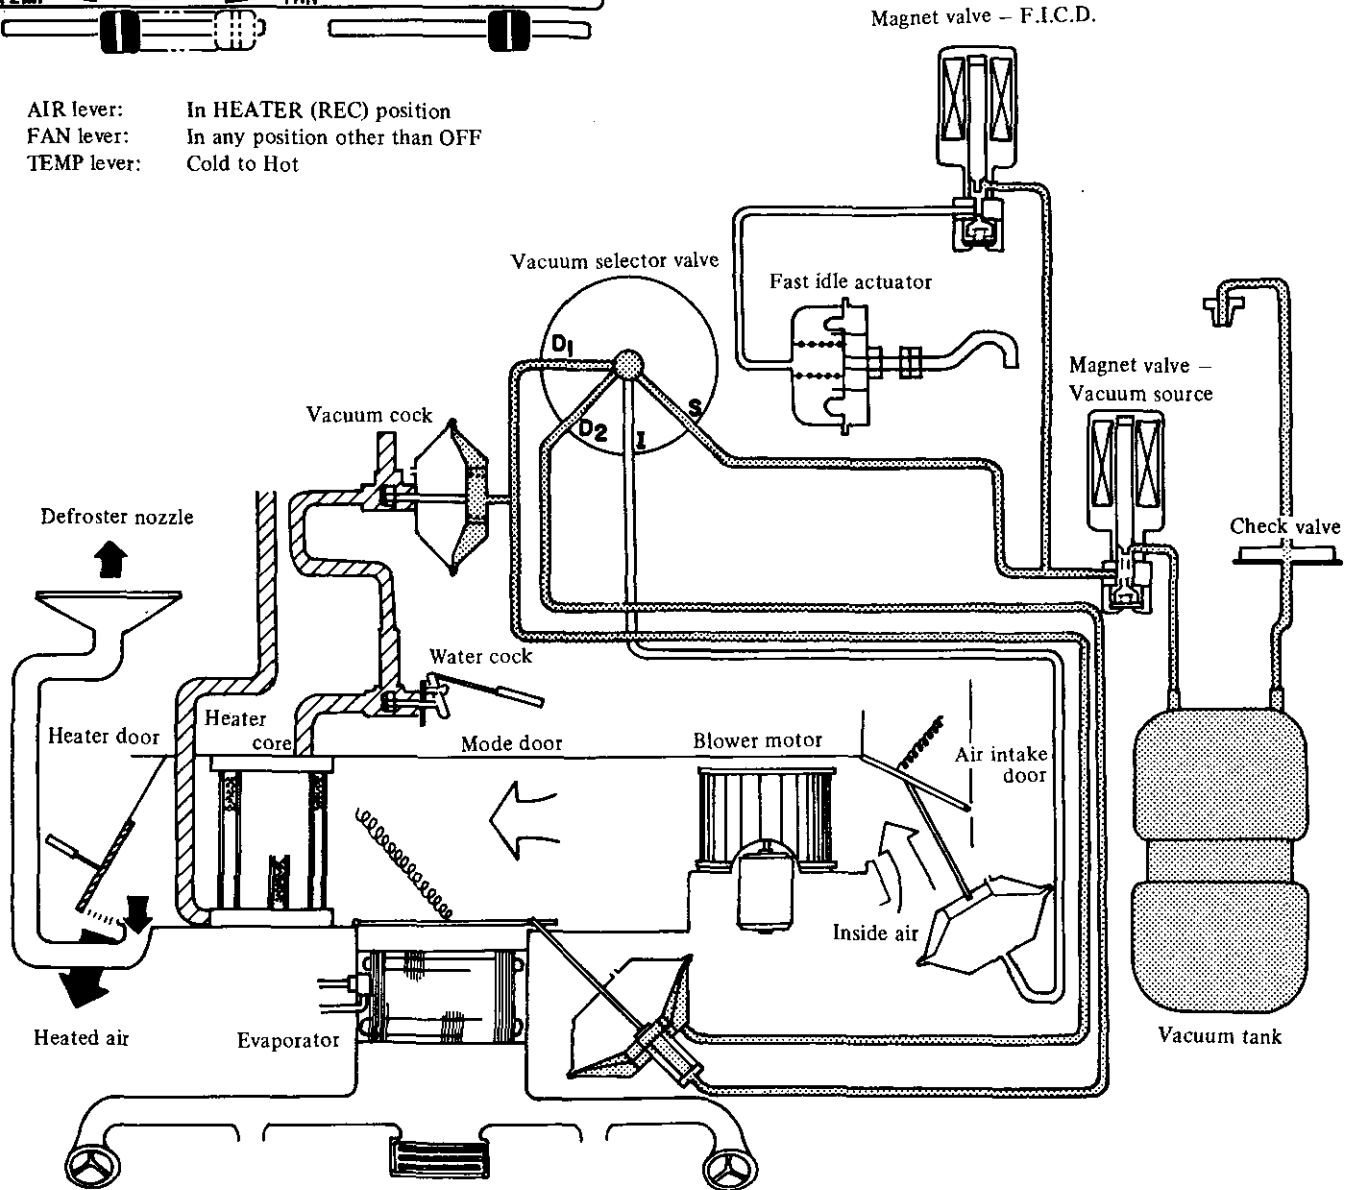 Magnet valve – F.I.C.D.
AIR lever: In HEATER (REC) position
FAN lever: In any position other than OFF
TEMP lever: Cold to Hot
Vacuum selector valve
Fast idle actuator
D1
D2
I
S
Magnet valve –
Vacuum source
Vacuum cock
Check valve
Defroster nozzle
Water cock
Heater door
Heater
core
Mode door
Blower motor
Air intake
door
Inside air
Heated air
Evaporator
Vacuum tank